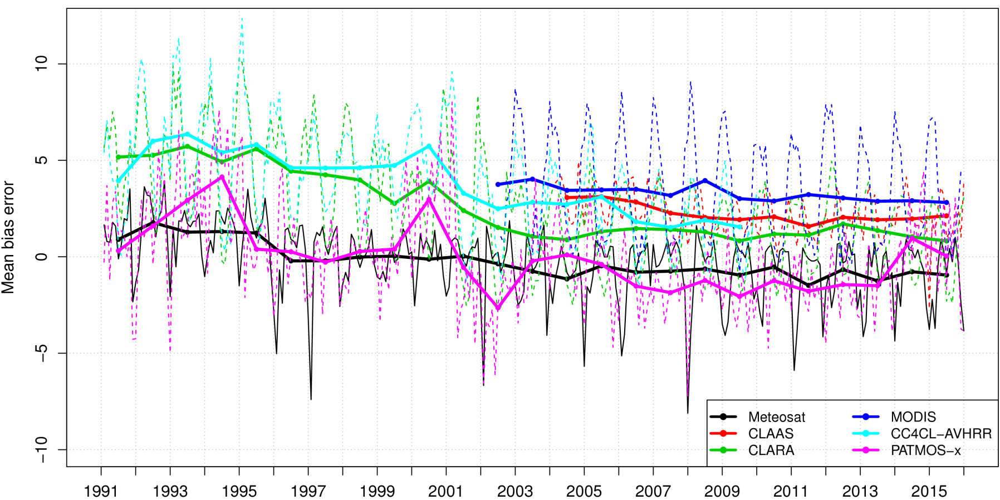 Mean bias error
10
5
0
−5
−10
1991 1993 1995 1997 1999 2001 2003 2005 2007 2009 2011 2013 2015
Meteosat MODIS
CLAAS CC4CL−AVHRR
CLARA PATMOS−x